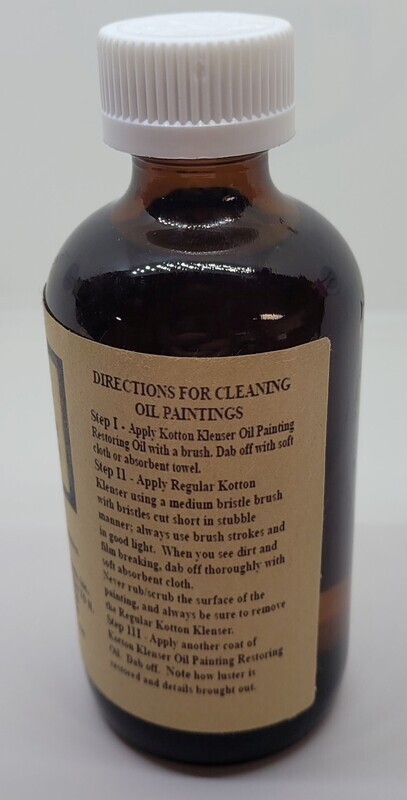 DIRECTIONS FOR CLEANING
OIL PAINTINGS
Step I - Apply Kotton Klenser Oil Painting
Restoring Oil with a brush. Dab off with soft
cloth or absorbent towel.
Step II - Apply Regular Kotton
Klenser using a medium bristle brush
with bristles cut short in stubble
manner; always use brush strokes and
in good light. When you see dirt and
film breaking, dab off thoroughly with
soft absorbent cloth.
Never rub/scrub the surface of the
painting, and always be sure to remove
the Regular Kotton Klenser.
Step III - Apply another coat of
Kotton Klenser Oil Painting Restoring
Oil. Dab off. Note how luster is
restored and details brought out.